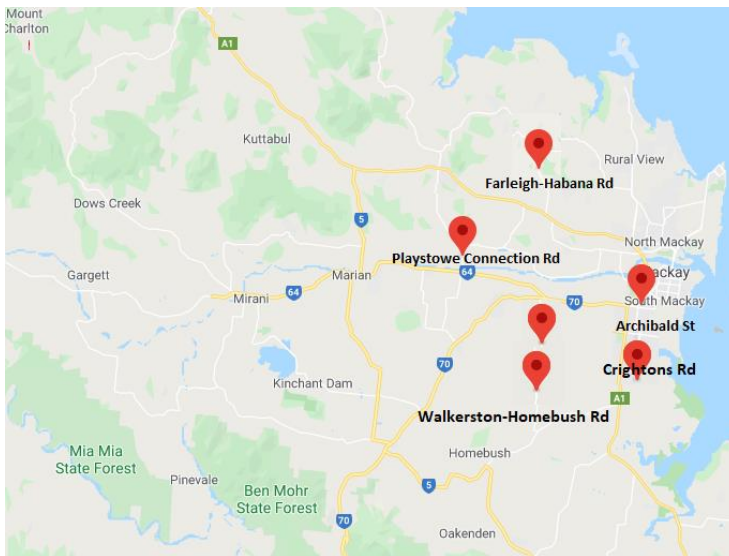 Mount
Charlton
A1
Kuttabul
Rural View
Farleigh-Habana Rd
Dows Creek
5
North Mackay
Playstowe Connection Rd
Gargett
Marian
64
ackay
Mirani
64
70
South Mackay
Archibald St
70
Crightons Rd
Kinchant Dam
A1
Walkerston-Homebush Rd
Mia Mia
State Forest
Homebush
Pinevale
Ben Mohr
State Forest
5
70
Oakenden